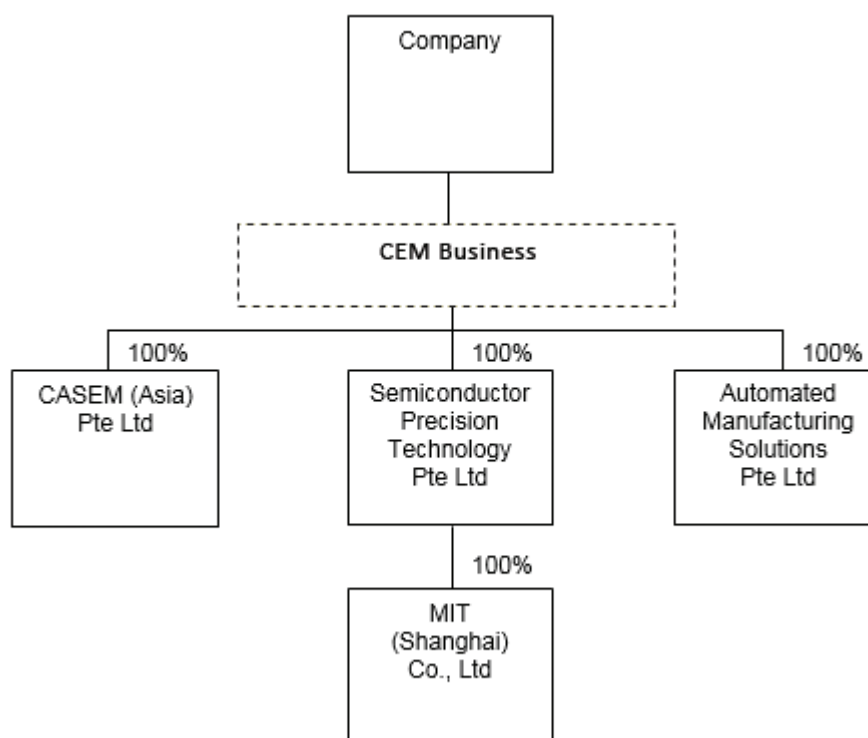 Company
CEM Business
100%
100%
100%
CASEM (Asia)
Pte Ltd
Semiconductor
Precision
Technology
Pte Ltd
Automated
Manufacturing
Solutions
Pte Ltd
100%
MIT
(Shanghai)
Co., Ltd